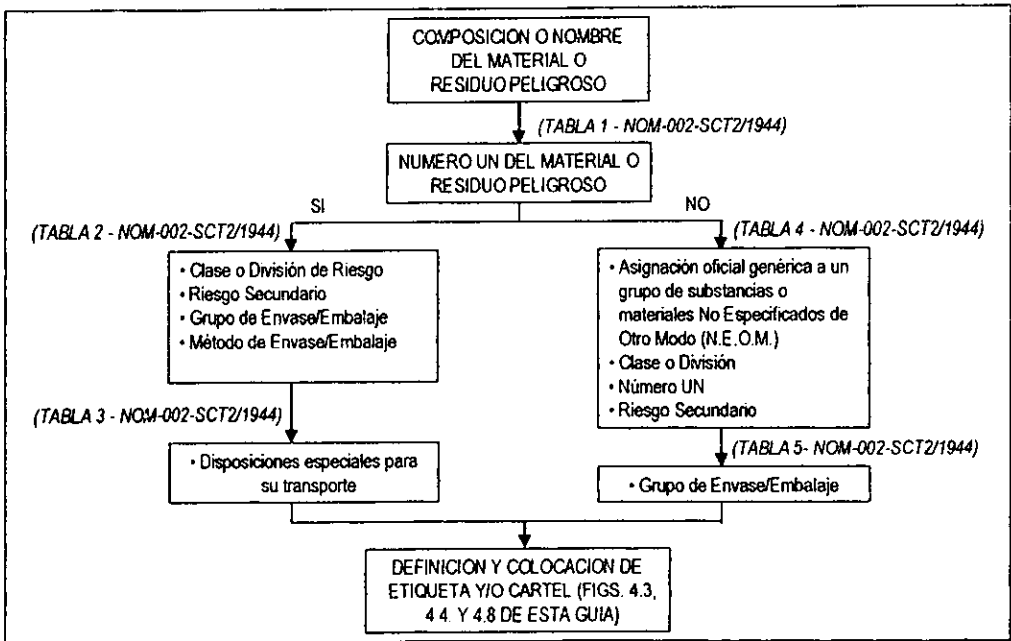 COMPOSICION O NOMBRE
DEL MATERIAL O
RESIDUO PELIGROSO
(TABLA 1 - NOM-002-SCT2/1944)
NUMERO UN DEL MATERIAL O
RESIDUO PELIGROSO
SI
NO
(TABLA 2 - NOM-002-SCT2/1944)
(TABLA 4 - NOM-002-SCT2/1944)
• Clase o División de Riesgo
• Riesgo Secundario
• Grupo de Envase/Embalaje
• Método de Envase/Embalaje
• Asignación oficial genérica a un
grupo de substancias o
materiales No Especificados de
Otro Modo (N.E.O.M.)
• Clase o División
• Número UN
• Riesgo Secundario
(TABLA 3 - NOM-002-SCT2/1944)
(TABLA 5- NOM-002-SCT2/1944)
• Disposiciones especiales para
su transporte
• Grupo de Envase/Embalaje
DEFINICION Y COLOCACION DE
ETIQUETA Y/O CARTEL (FIGS. 4.3,
4 4. Y 4.8 DE ESTA GUIA)